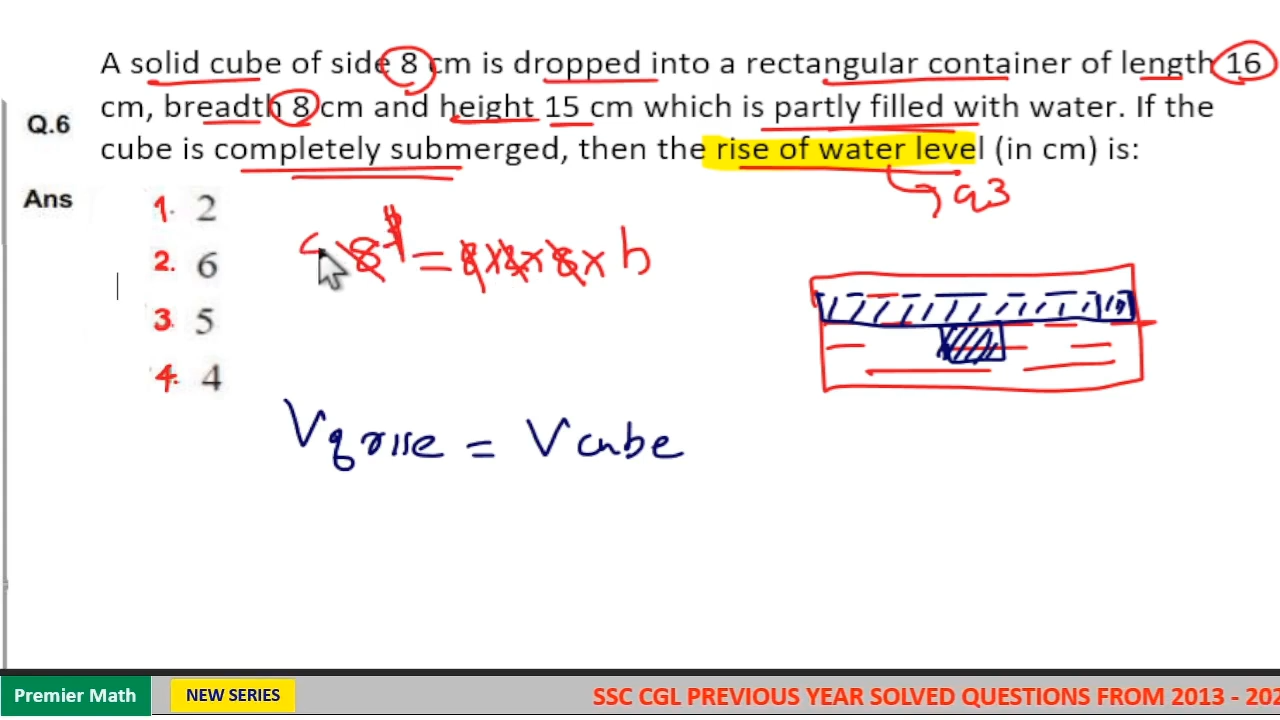 A solid cube of side 8 cm is dropped into a rectangular container of length 16
Q.6
cm, breadth 8 cm and height 15 cm which is partly filled with water. If the
cube is completely submerged, then the rise of water level (in cm) is:
Ans
1. 2
2. 6
3. 5
4. 4
= × × × h
V rise = V cube
Premier Math
NEW SERIES
SSC CGL PREVIOUS YEAR SOLVED QUESTIONS FROM 2013 - 202